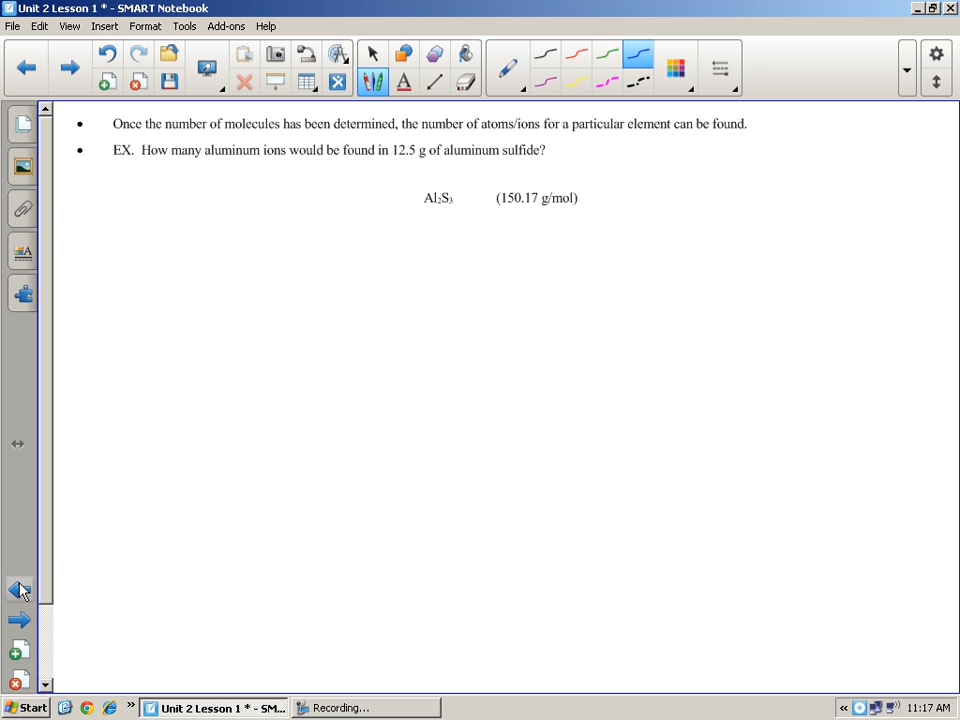 Unit 2 Lesson 1 * - SMART Notebook
File Edit View Insert Format Tools Add-ons Help
• Once the number of molecules has been determined, the number of atoms/ions for a particular element can be found.
• EX. How many aluminum ions would be found in 12.5 g of aluminum sulfide?
Al₂S₃ (150.17 g/mol)
Start » Unit 2 Lesson 1 * - SM... Recording... « 11:17 AM